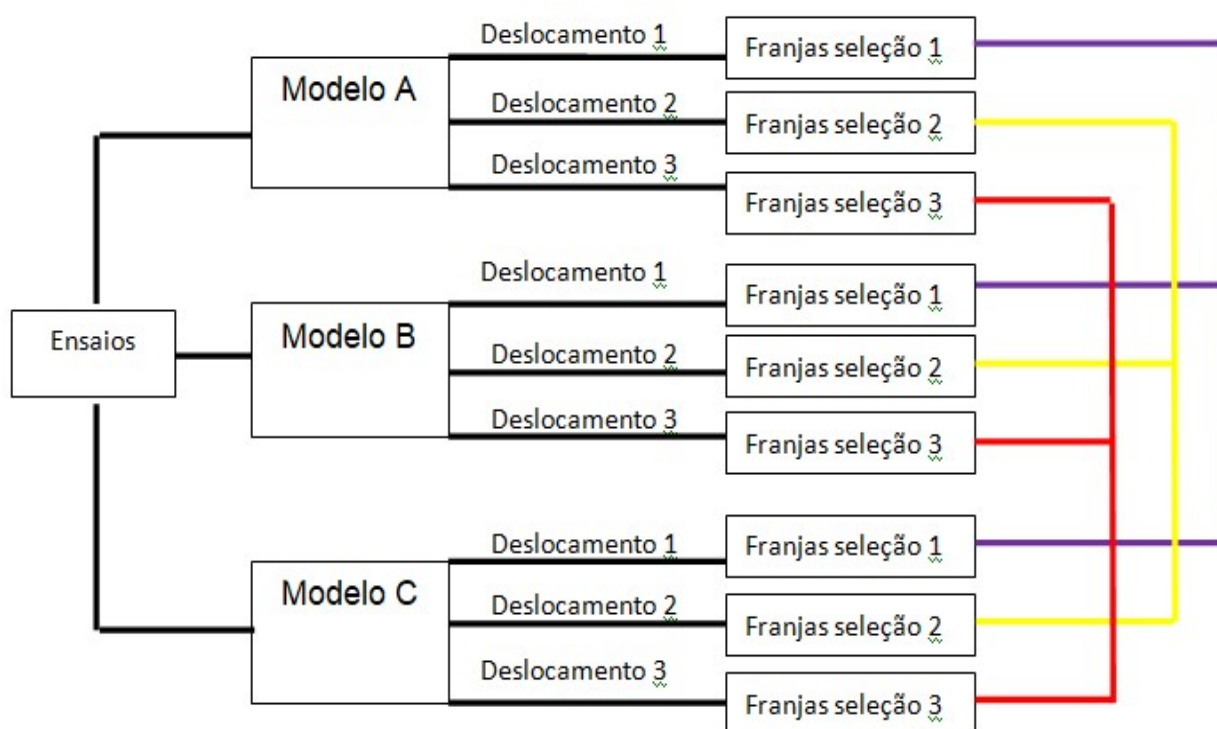 Ensaios
Modelo A
Deslocamento 1
Franjas seleção 1
Deslocamento 2
Franjas seleção 2
Deslocamento 3
Franjas seleção 3
Modelo B
Deslocamento 1
Franjas seleção 1
Deslocamento 2
Franjas seleção 2
Deslocamento 3
Franjas seleção 3
Modelo C
Deslocamento 1
Franjas seleção 1
Deslocamento 2
Franjas seleção 2
Deslocamento 3
Franjas seleção 3